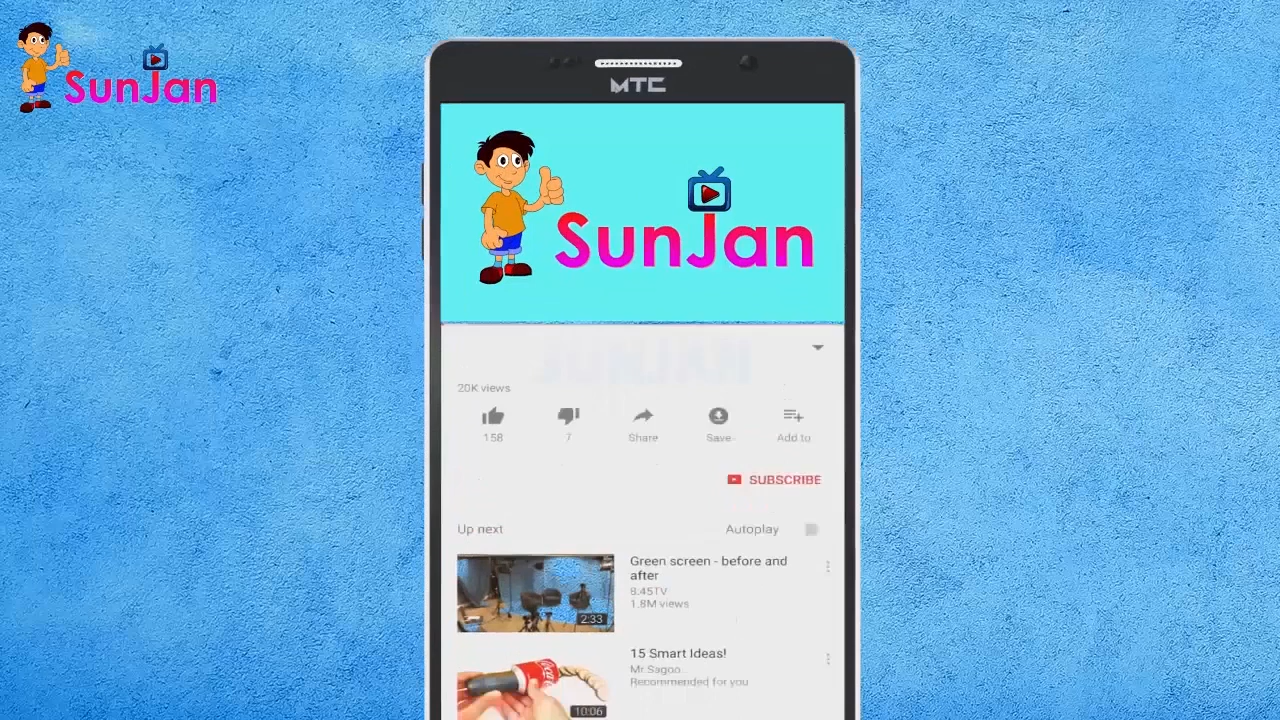 SunJan
MTC
SunJan
20K views
158
7
Share
Save
Add to
SUBSCRIBE
Up next
Autoplay
Green screen - before and
after
8:45TV
1.8M views
2:33
15 Smart Ideas!
Mr.Sagoo
Recommended for you
10:06